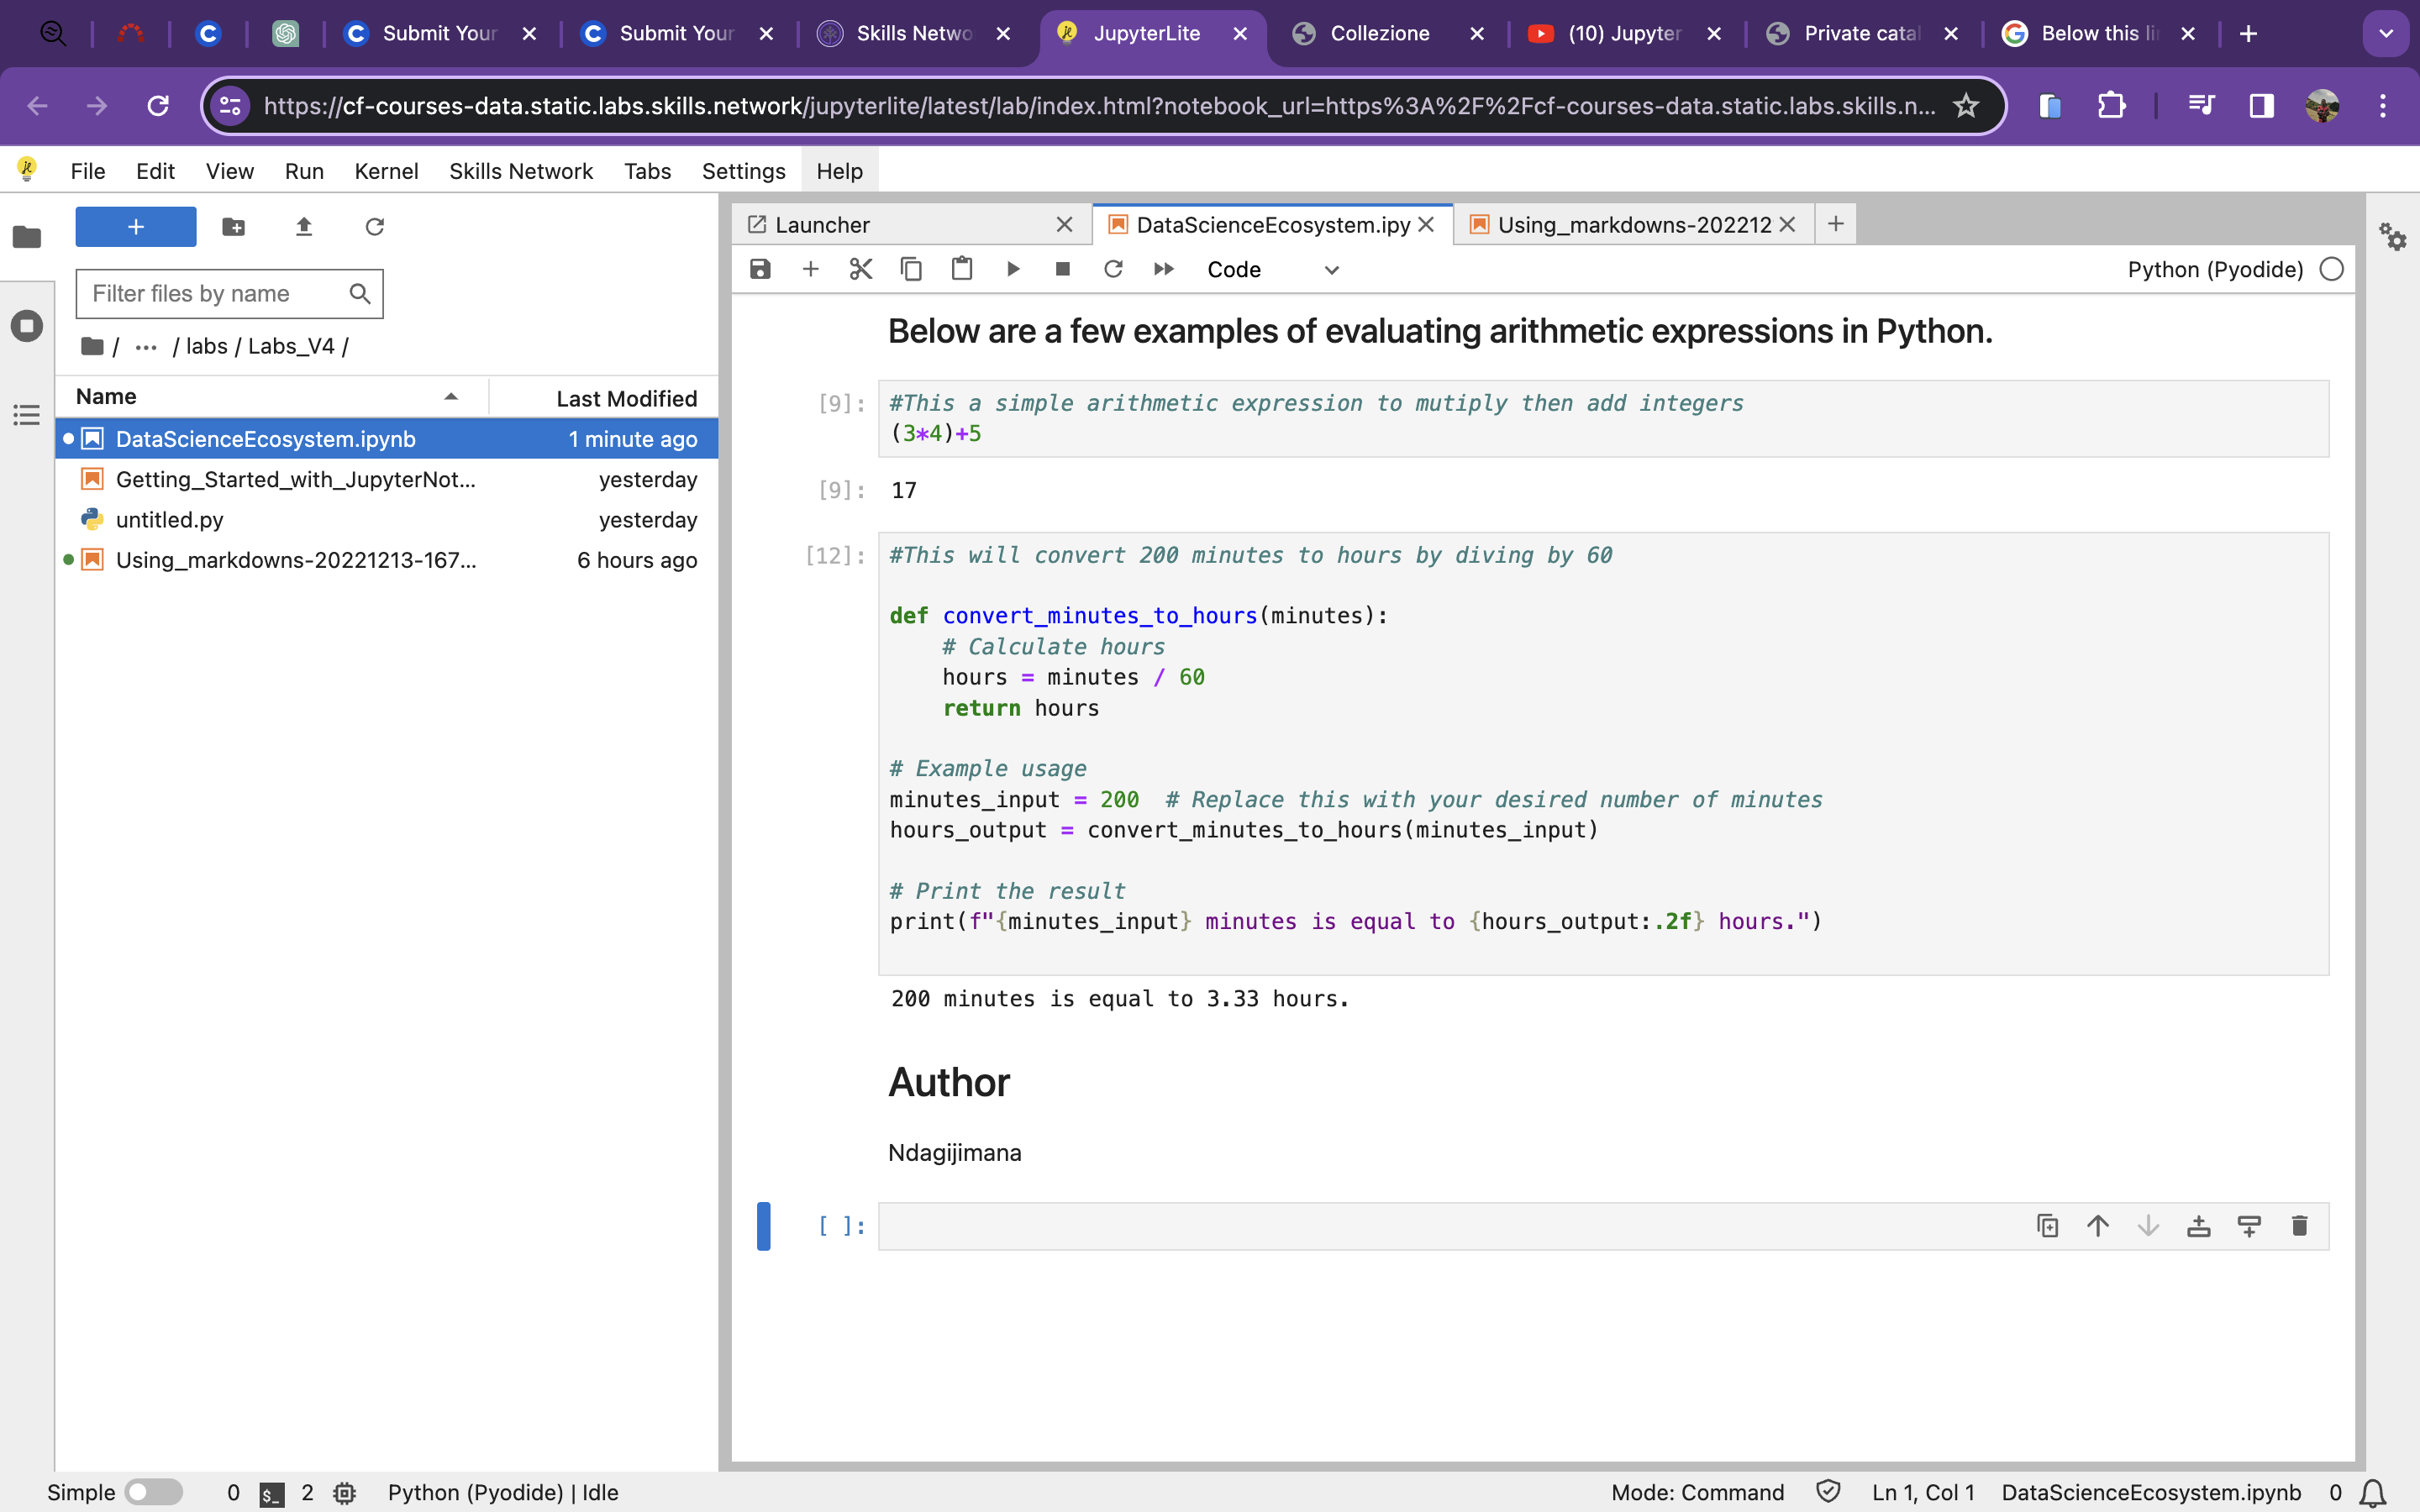 Submit Your
Submit Your
Skills Netwo
JupyterLite
Collezione
(10) Jupyter
Private catal
Below this li
https://cf-courses-data.static.labs.skills.network/jupyterlite/latest/lab/index.html?notebook_url=https%3A%2F%2Fcf-courses-data.static.labs.skills.n...
File Edit View Run Kernel Skills Network Tabs Settings Help
+
Filter files by name
/ ... / labs / Labs_V4 /
Name Last Modified
DataScienceEcosystem.ipynb 1 minute ago
Getting_Started_with_JupyterNot... yesterday
untitled.py yesterday
Using_markdowns-20221213-167... 6 hours ago
Launcher
DataScienceEcosystem.ipy
Using_markdowns-202212
Code
Python (Pyodide)
Below are a few examples of evaluating arithmetic expressions in Python.
[9]: #This a simple arithmetic expression to mutiply then add integers
(3*4)+5
[9]: 17
[12]: #This will convert 200 minutes to hours by diving by 60
def convert_minutes_to_hours(minutes):
# Calculate hours
hours = minutes / 60
return hours
# Example usage
minutes_input = 200 # Replace this with your desired number of minutes
hours_output = convert_minutes_to_hours(minutes_input)
# Print the result
print(f"{minutes_input} minutes is equal to {hours_output:.2f} hours.")
200 minutes is equal to 3.33 hours.
Author
Ndagijimana
[ ]:
Simple 0 $_ 2 Python (Pyodide) | Idle
Mode: Command Ln 1, Col 1 DataScienceEcosystem.ipynb 0